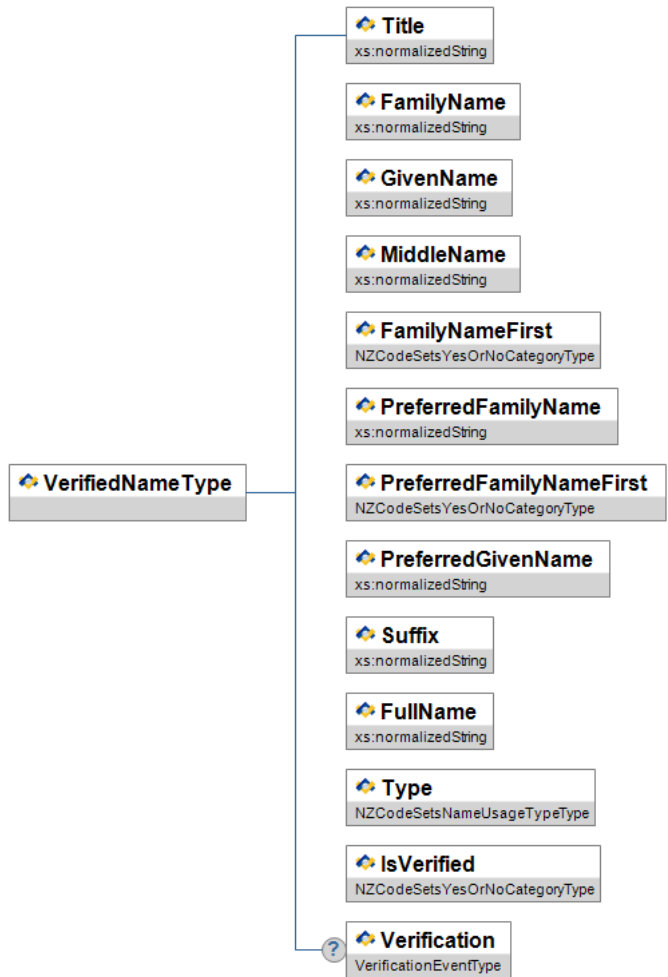 Title
xs:normalizedString
FamilyName
xs:normalizedString
GivenName
xs:normalizedString
MiddleName
xs:normalizedString
FamilyNameFirst
NZCodeSetsYesOrNoCategoryType
PreferredFamilyName
xs:normalizedString
VerifiedNameType
PreferredFamilyNameFirst
NZCodeSetsYesOrNoCategoryType
PreferredGivenName
xs:normalizedString
Suffix
xs:normalizedString
FullName
xs:normalizedString
Type
NZCodeSetsNameUsageTypeType
IsVerified
NZCodeSetsYesOrNoCategoryType
? Verification
VerificationEventType